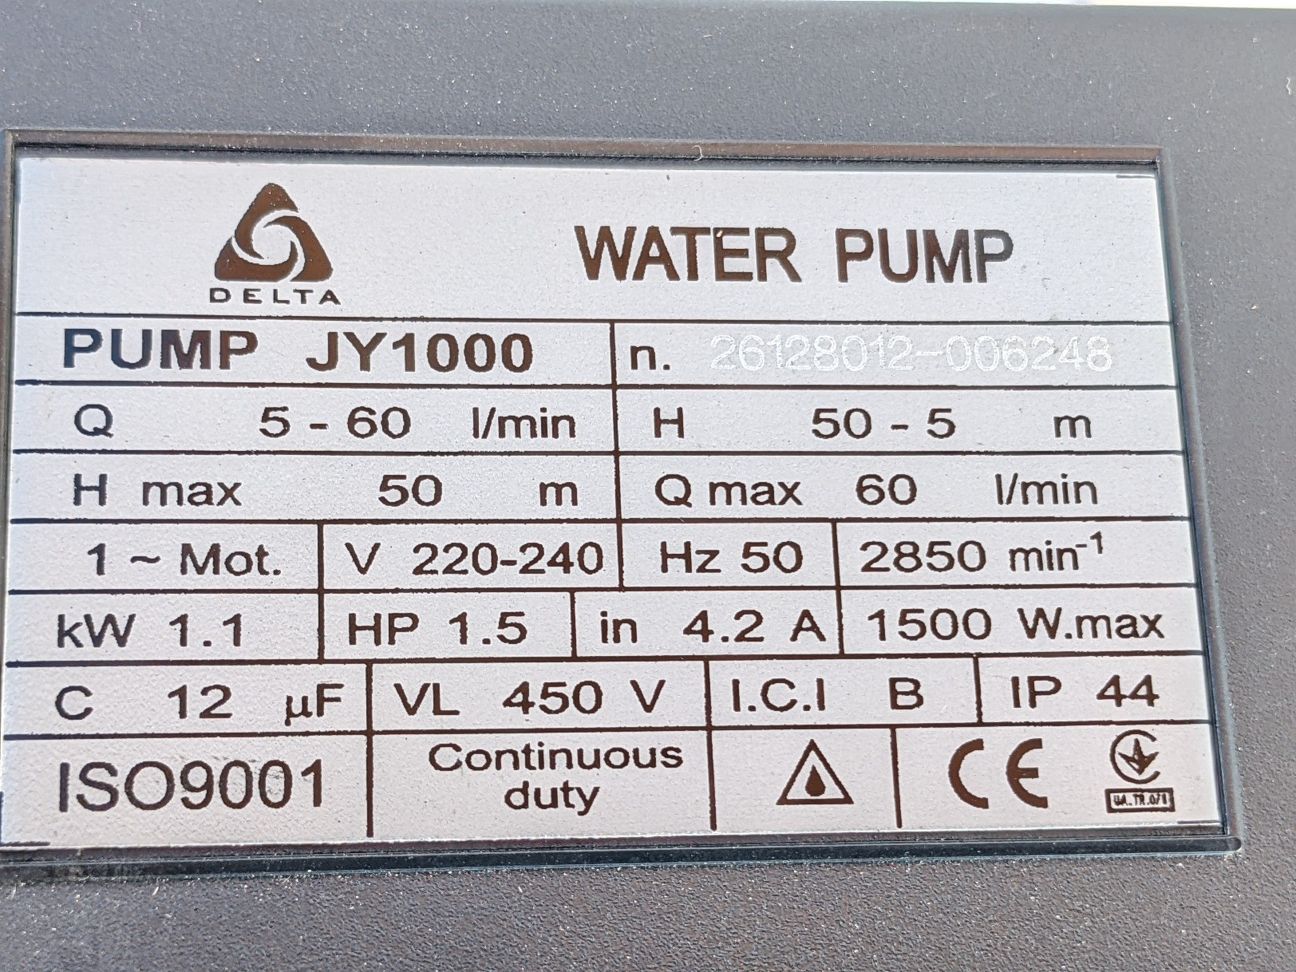 DELTA
WATER PUMP
PUMP JY1000 n. 26128012-006248
Q 5 - 60 l/min H 50 - 5 m
H max 50 m Q max 60 l/min
1 ~ Mot. V 220-240 Hz 50 2850 min⁻¹
kW 1.1 HP 1.5 in 4.2 A 1500 W.max
C 12 µF VL 450 V I.C.I B IP 44
ISO9001 Continuous duty CE UA.TR.